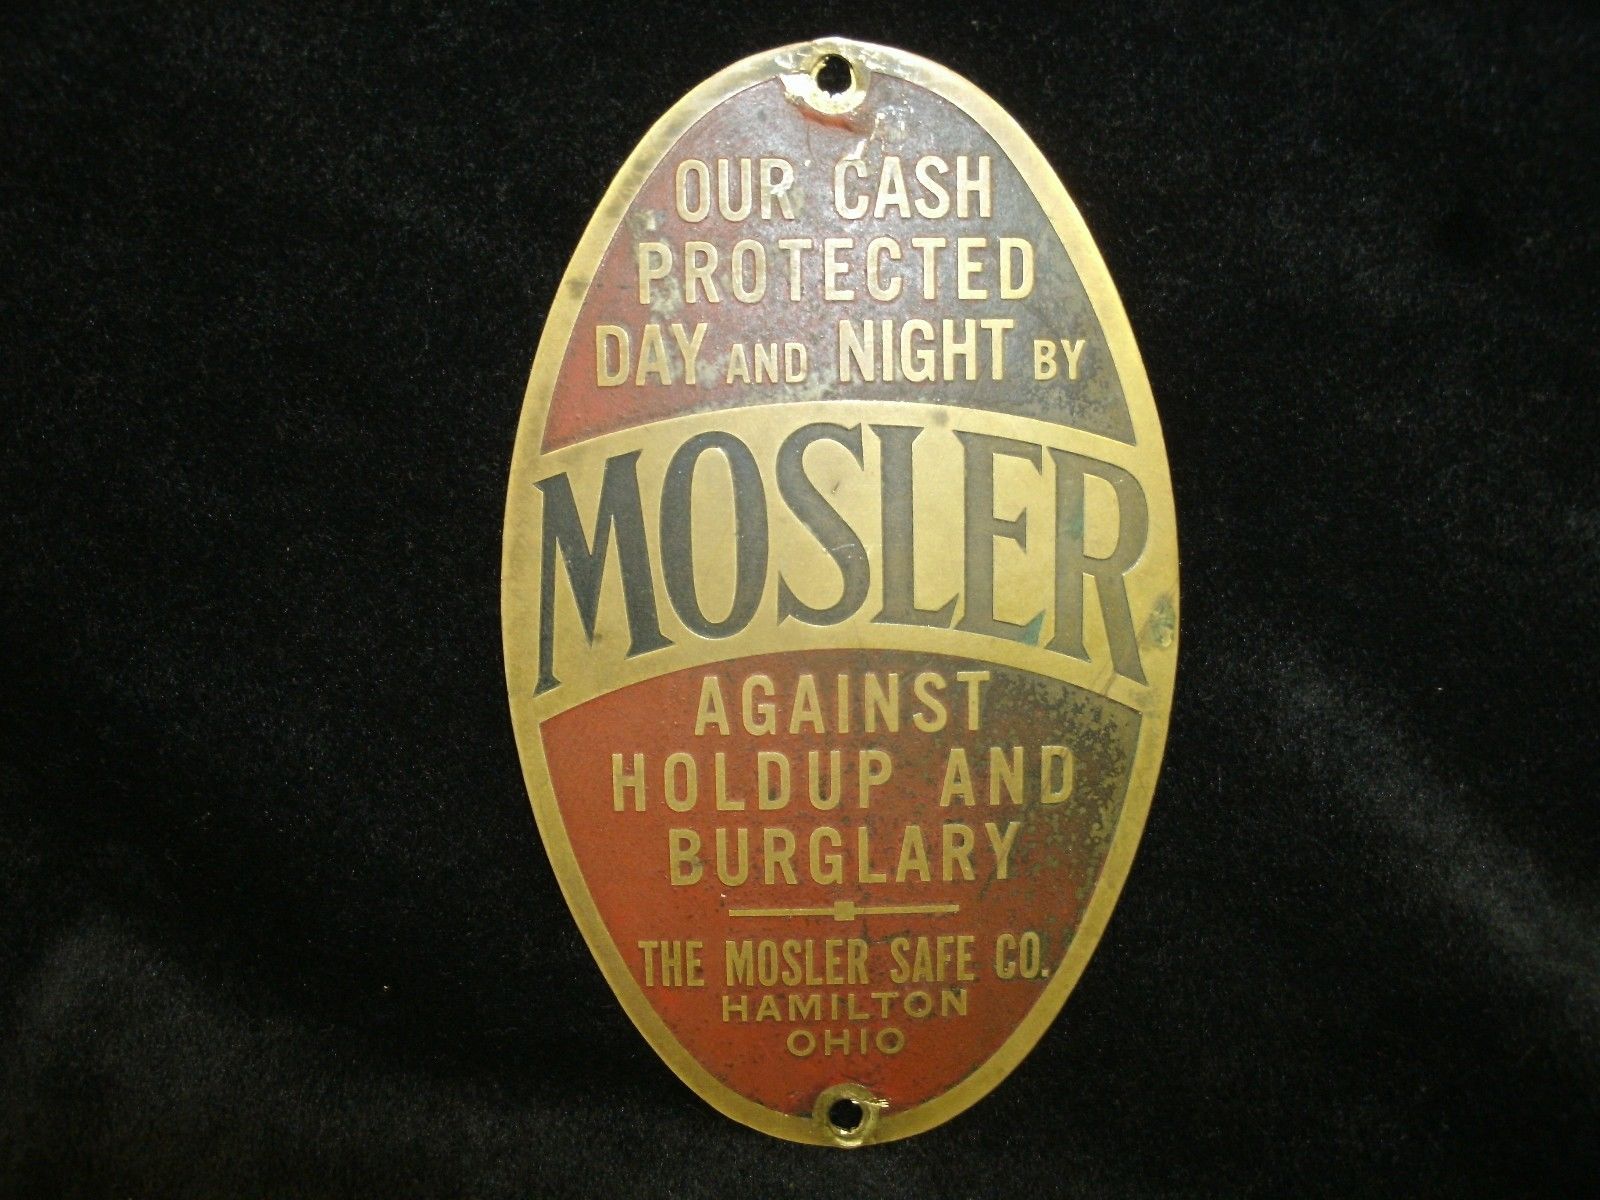 OUR CASH
PROTECTED
DAY AND NIGHT BY
MOSLER
AGAINST
HOLDUP AND
BURGLARY
THE MOSLER SAFE CO.
HAMILTON
OHIO